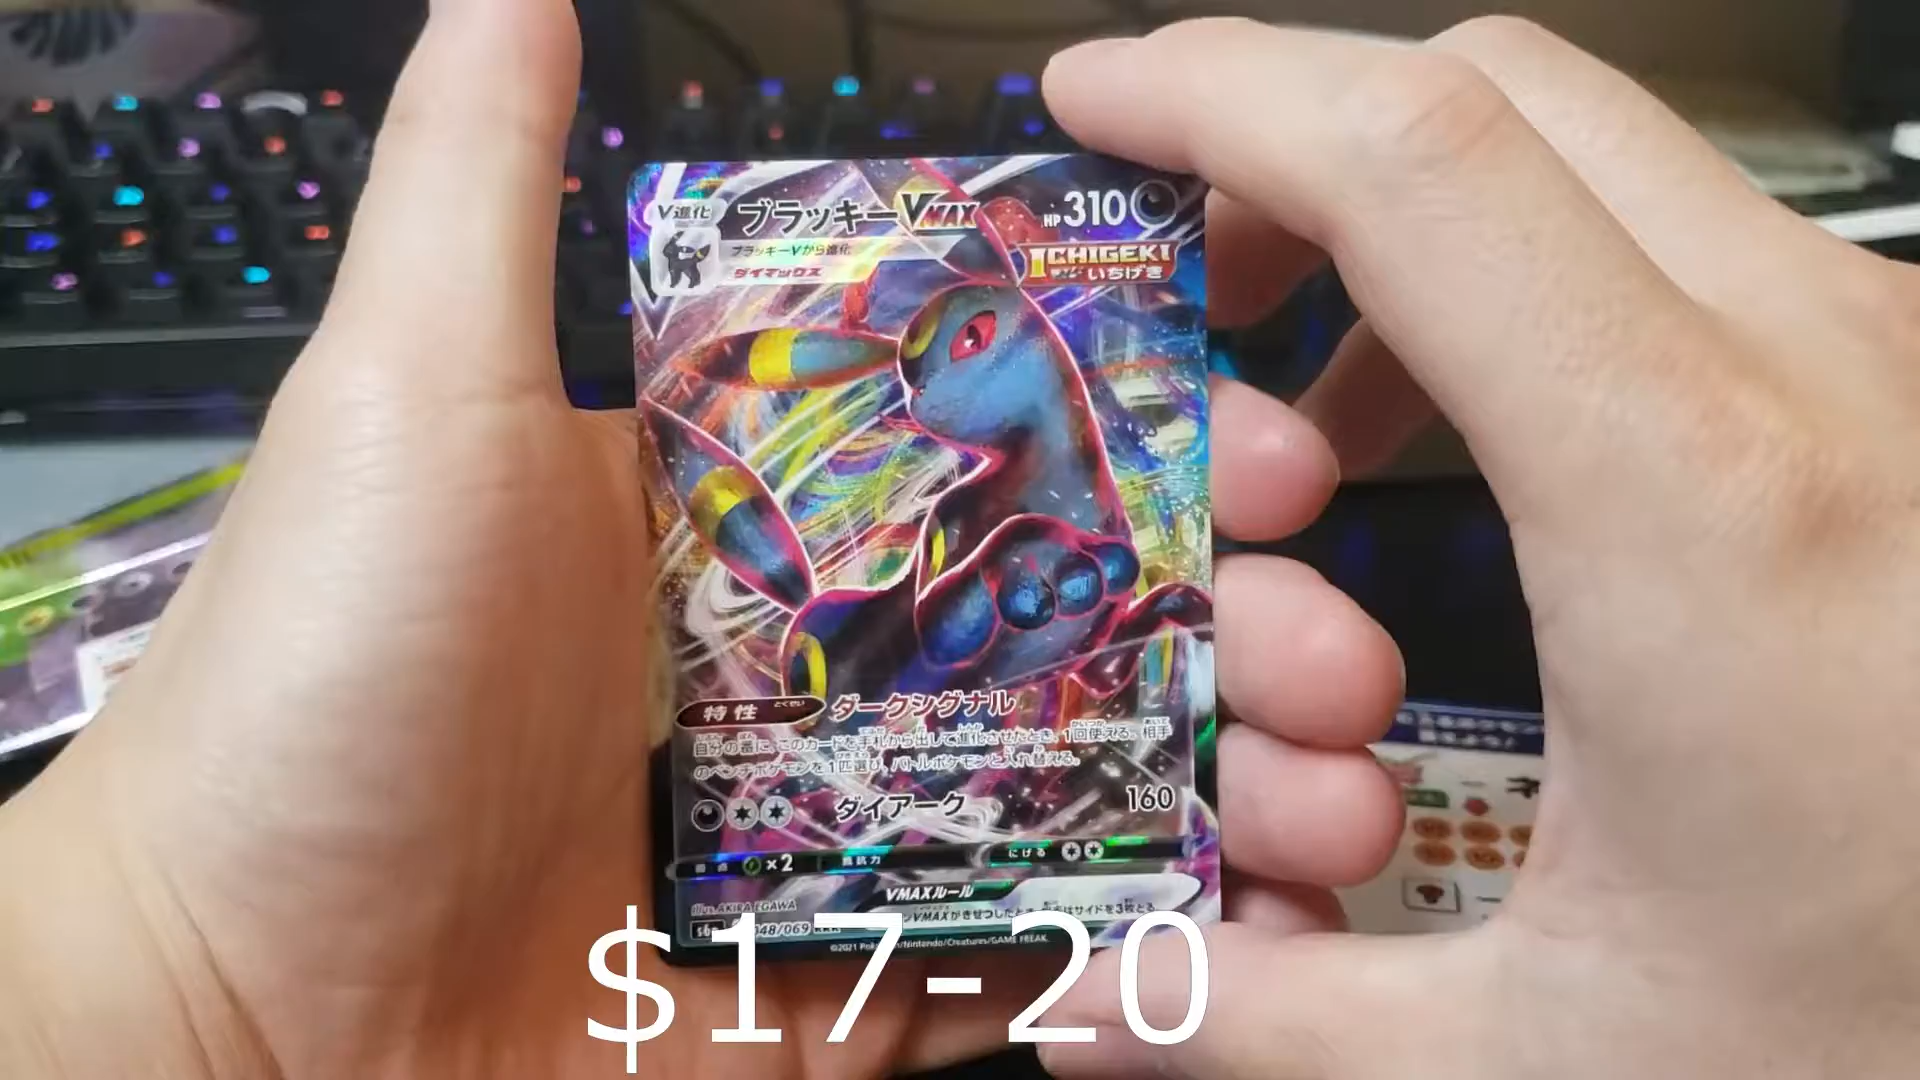 V進化
ブラッキーVMAX
HP 310
ブラッキーVから進化
ダイマックス
ICHIGEKI
いちげき
特性 とくせい
ダークシグナル
自分の番に、このカードを手札から出して進化させたとき、1回使える。相手
のベンチポケモンを1匹選び、バトルポケモンと入れ替える。
ダイアーク
160
弱点 ×2
抵抗力
にげる
VMAXルール
VMAXがきぜつしたとき はサイドを3枚とる。
illus. AKIRA EGAWA
s6a
048/069 RRR
©2021 Pokémon/Nintendo/Creatures/GAME FREAK.
$17-20